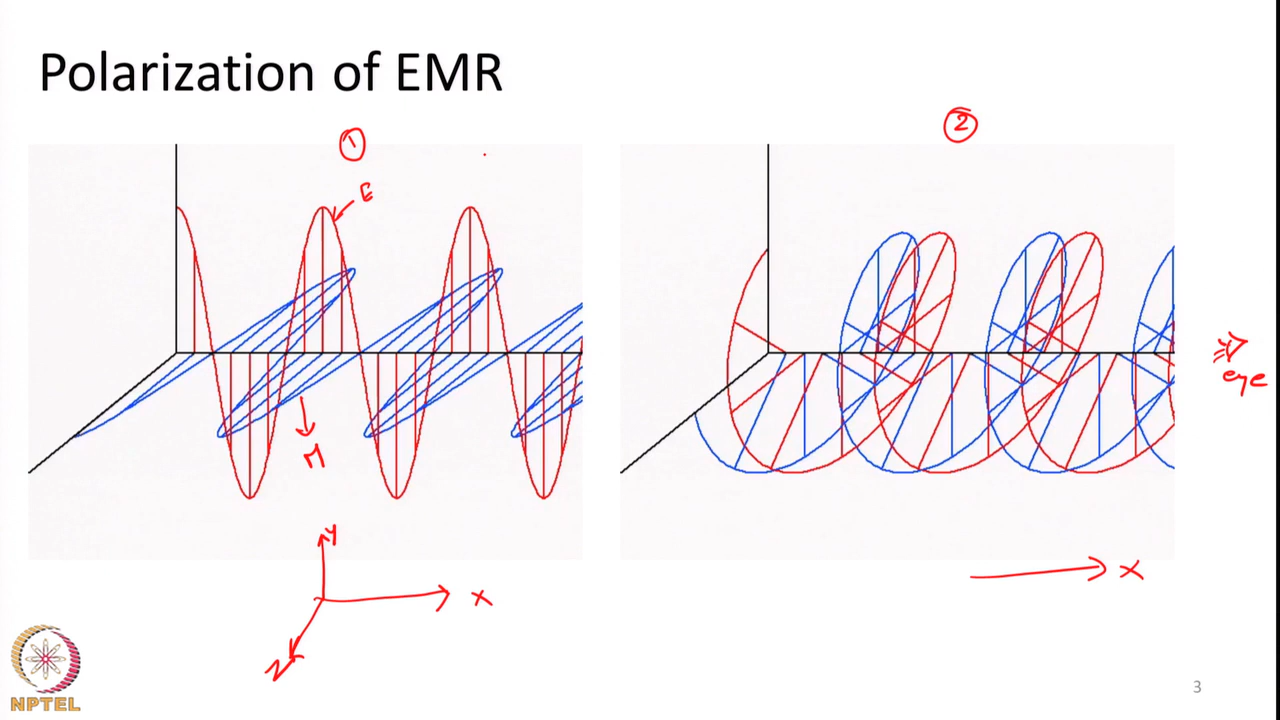 Polarization of EMR
①
②
E
M
eye
Y
X
Z
X
NPTEL
3